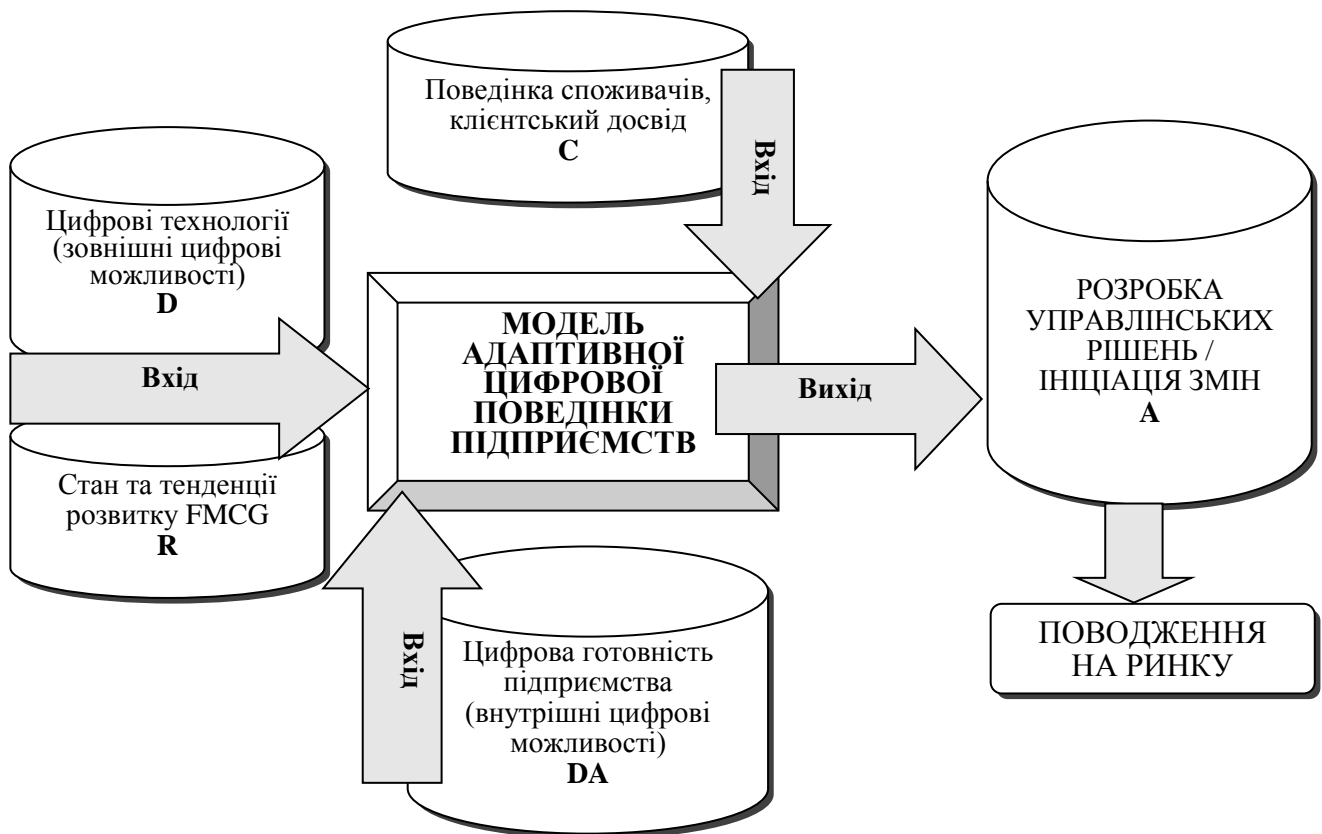 Поведінка споживачів,
клієнтський досвід
C
Вхід
Цифрові технології
(зовнішні цифрові
можливості)
D
Вхід
Стан та тенденції
розвитку FMCG
R
МОДЕЛЬ
АДАПТИВНОЇ
ЦИФРОВОЇ
ПОВЕДІНКИ
ПІДПРИЄМСТВ
Вихід
РОЗРОБКА
УПРАВЛІНСЬКИХ
РІШЕНЬ /
ІНІЦІАЦІЯ ЗМІН
A
Вхід
Цифрова готовність
підприємства
(внутрішні цифрові
можливості)
DA
ПОВОДЖЕННЯ
НА РИНКУ